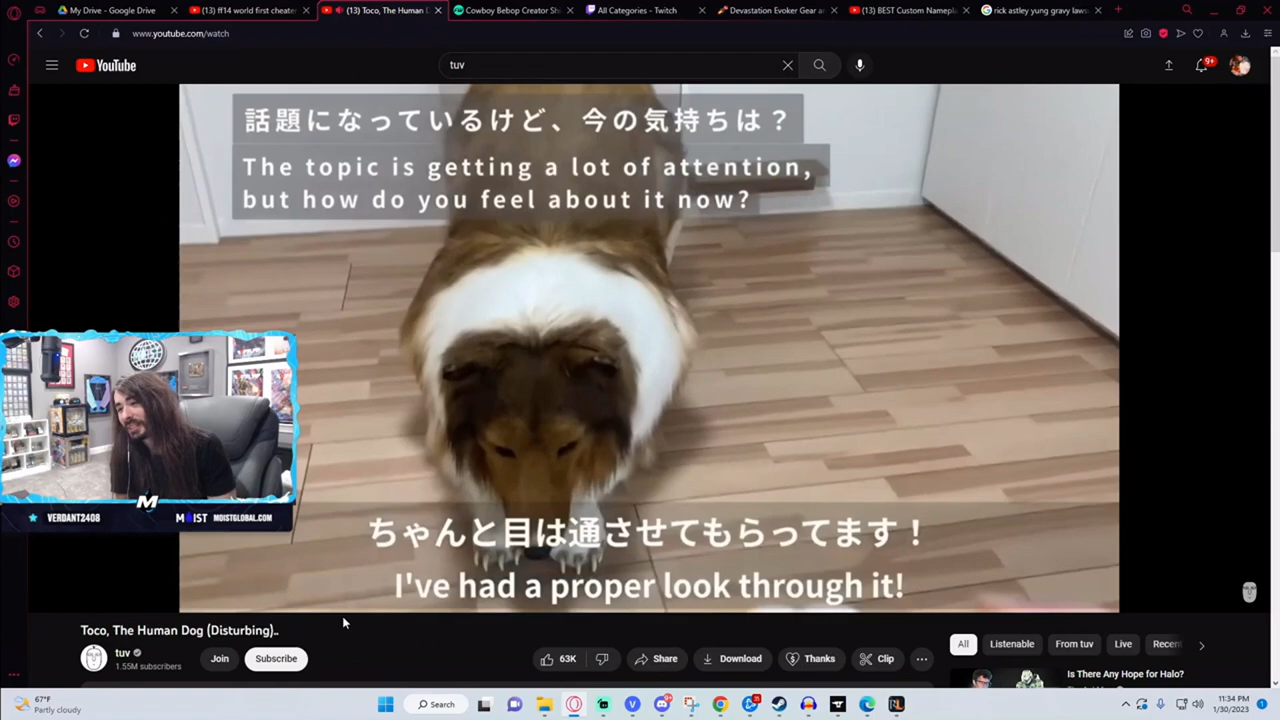 My Drive - Google Drive
(13) ff14 world first cheater
(13) Toco, The Human D
Cowboy Bebop Creator Sh
All Categories - Twitch
Devastation Evoker Gear an
(13) BEST Custom Namepla
rick astley yung gravy laws
www.youtube.com/watch
YouTube
tuv
9+
話題になっているけど、今の気持ちは？
The topic is getting a lot of attention,
but how do you feel about it now?
M
VERDANT2408
MOIST
MOISTGLOBAL.COM
ちゃんと目は通させてもらってます！
I've had a proper look through it!
Toco, The Human Dog (Disturbing)..
tuv
1.55M subscribers
Join
Subscribe
63K
Share
Download
Thanks
Clip
All
Listenable
From tuv
Live
Recen
Is There Any Hope for Halo?
67°F
Partly cloudy
Search
11:34 PM
1/30/2023